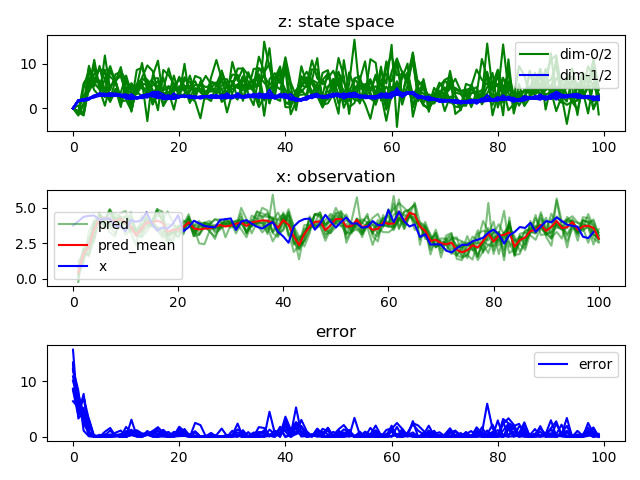 z: state space
10
0
dim-0/2
dim-1/2
0 20 40 60 80 100
x: observation
5.0
2.5
0.0
pred
pred_mean
x
0 20 40 60 80 100
error
10
0
error
0 20 40 60 80 100